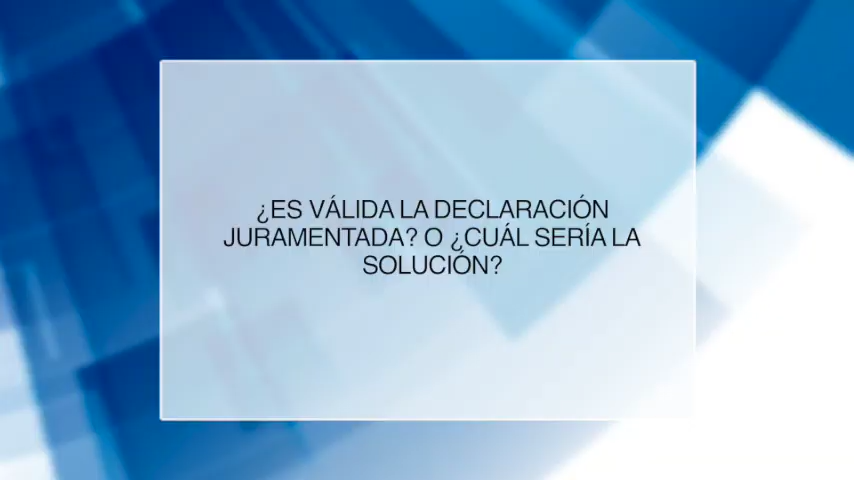 ¿ES VÁLIDA LA DECLARACIÓN
JURAMENTADA? O ¿CUÁL SERÍA LA
SOLUCIÓN?